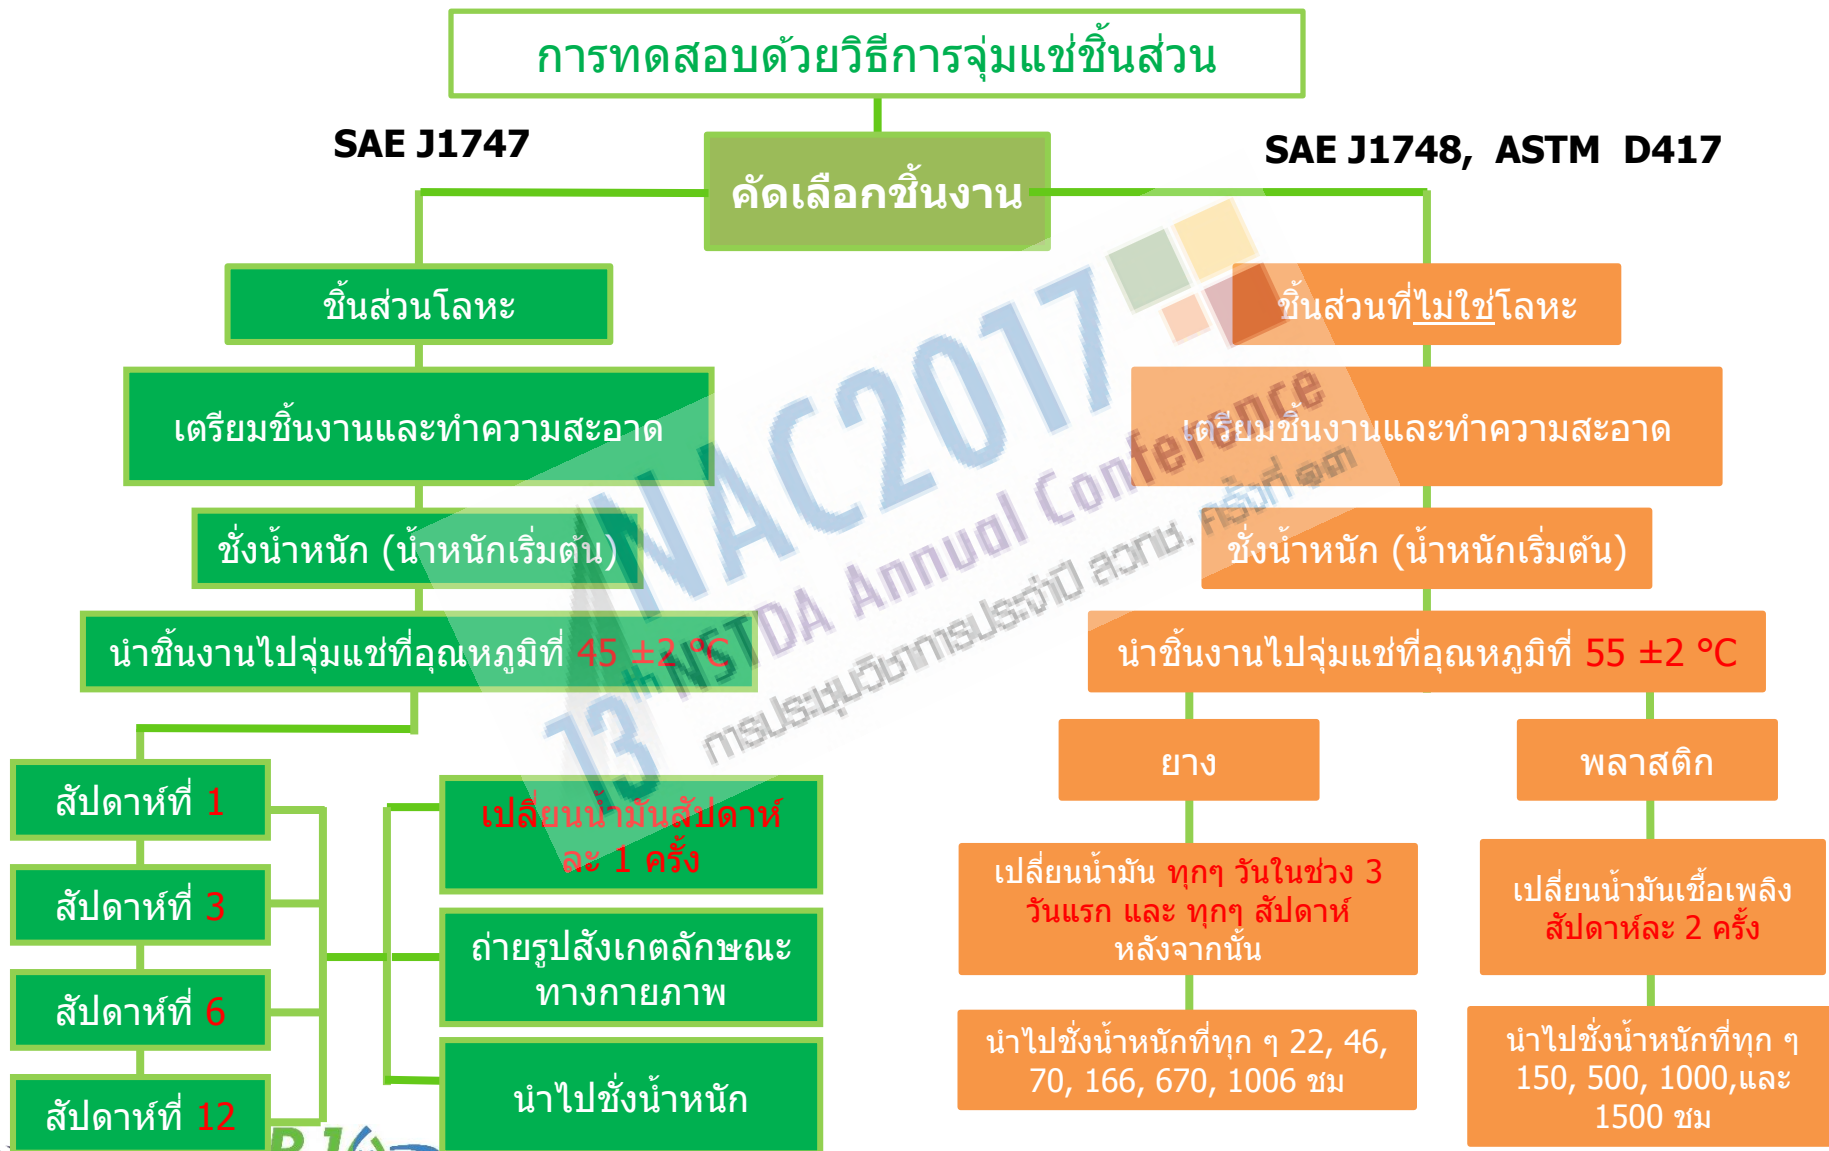 การทดสอบด้วยวิธีการจุ่มแช่ชิ้นส่วน
SAE J1747
SAE J1748, ASTM D417
คัดเลือกชิ้นงาน
ชิ้นส่วนโลหะ
เตรียมชิ้นงานและทำความสะอาด
ชั่งน้ำหนัก (น้ำหนักเริ่มต้น)
นำชิ้นงานไปจุ่มแช่ที่อุณหภูมิที่ 45 ±2 °C
สัปดาห์ที่ 1
สัปดาห์ที่ 3
สัปดาห์ที่ 6
สัปดาห์ที่ 12
เปลี่ยนน้ำมันสัปดาห์
ละ 1 ครั้ง
ถ่ายรูปสังเกตลักษณะ
ทางกายภาพ
นำไปชั่งน้ำหนัก
ชิ้นส่วนที่ไม่ใช่โลหะ
เตรียมชิ้นงานและทำความสะอาด
ชั่งน้ำหนัก (น้ำหนักเริ่มต้น)
นำชิ้นงานไปจุ่มแช่ที่อุณหภูมิที่ 55 ±2 °C
ยาง
เปลี่ยนน้ำมัน ทุกๆ วันในช่วง 3
วันแรก และ ทุกๆ สัปดาห์
หลังจากนั้น
นำไปชั่งน้ำหนักที่ทุก ๆ 22, 46,
70, 166, 670, 1006 ชม
พลาสติก
เปลี่ยนน้ำมันเชื้อเพลิง
สัปดาห์ละ 2 ครั้ง
นำไปชั่งน้ำหนักที่ทุก ๆ
150, 500, 1000,และ
1500 ชม
NAC2017
13th NSTDA Annual Conference
การประชุมวิชาการประจำปี สวทช. ครั้งที่ ๑๓